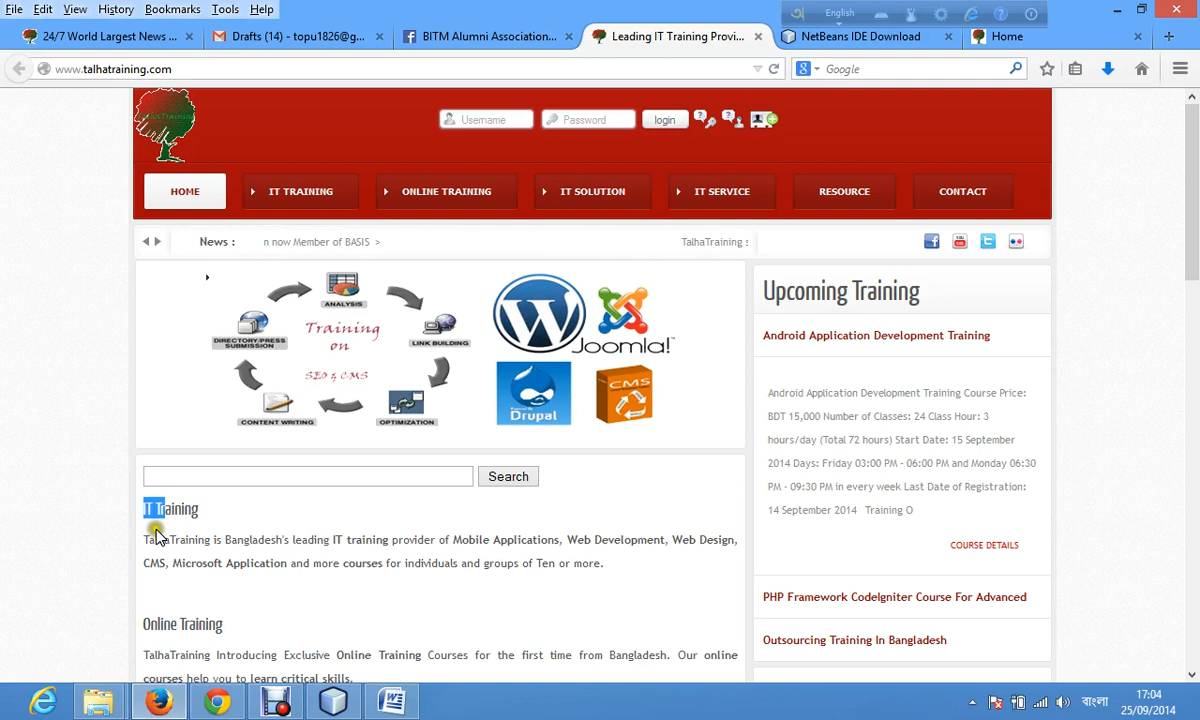 File Edit View History Bookmarks Tools Help
English
24/7 World Largest News ...
Drafts (14) - topu1826@g...
BITM Alumni Association...
Leading IT Training Provi...
NetBeans IDE Download
Home
www.talhatraining.com
Google
Username
Password
login
HOME
IT TRAINING
ONLINE TRAINING
IT SOLUTION
IT SERVICE
RESOURCE
CONTACT
News :
n now Member of BASIS >
TalhaTraining :
ANALYSIS
DIRECTORY/PRESS
SUBMISSION
Training
on
SEO & CMS
LINK BUILDING
CONTENT WRITING
OPTIMIZATION
Joomla!
Drupal
CMS
Upcoming Training
Android Application Development Training
Android Application Development Training Course Price:
BDT 15,000 Number of Classes: 24 Class Hour: 3
hours/day (Total 72 hours) Start Date: 15 September
2014 Days: Friday 03:00 PM - 06:00 PM and Monday 06:30
PM - 09:30 PM in every week Last Date of Registration:
14 September 2014 Training O
COURSE DETAILS
PHP Framework CodeIgniter Course For Advanced
Outsourcing Training In Bangladesh
Search
IT Training
TalhaTraining is Bangladesh's leading IT training provider of Mobile Applications, Web Development, Web Design,
CMS, Microsoft Application and more courses for individuals and groups of Ten or more.
Online Training
TalhaTraining Introducing Exclusive Online Training Courses for the first time from Bangladesh. Our online
courses help you to learn critical skills.
বাংলা
17:04
25/09/2014